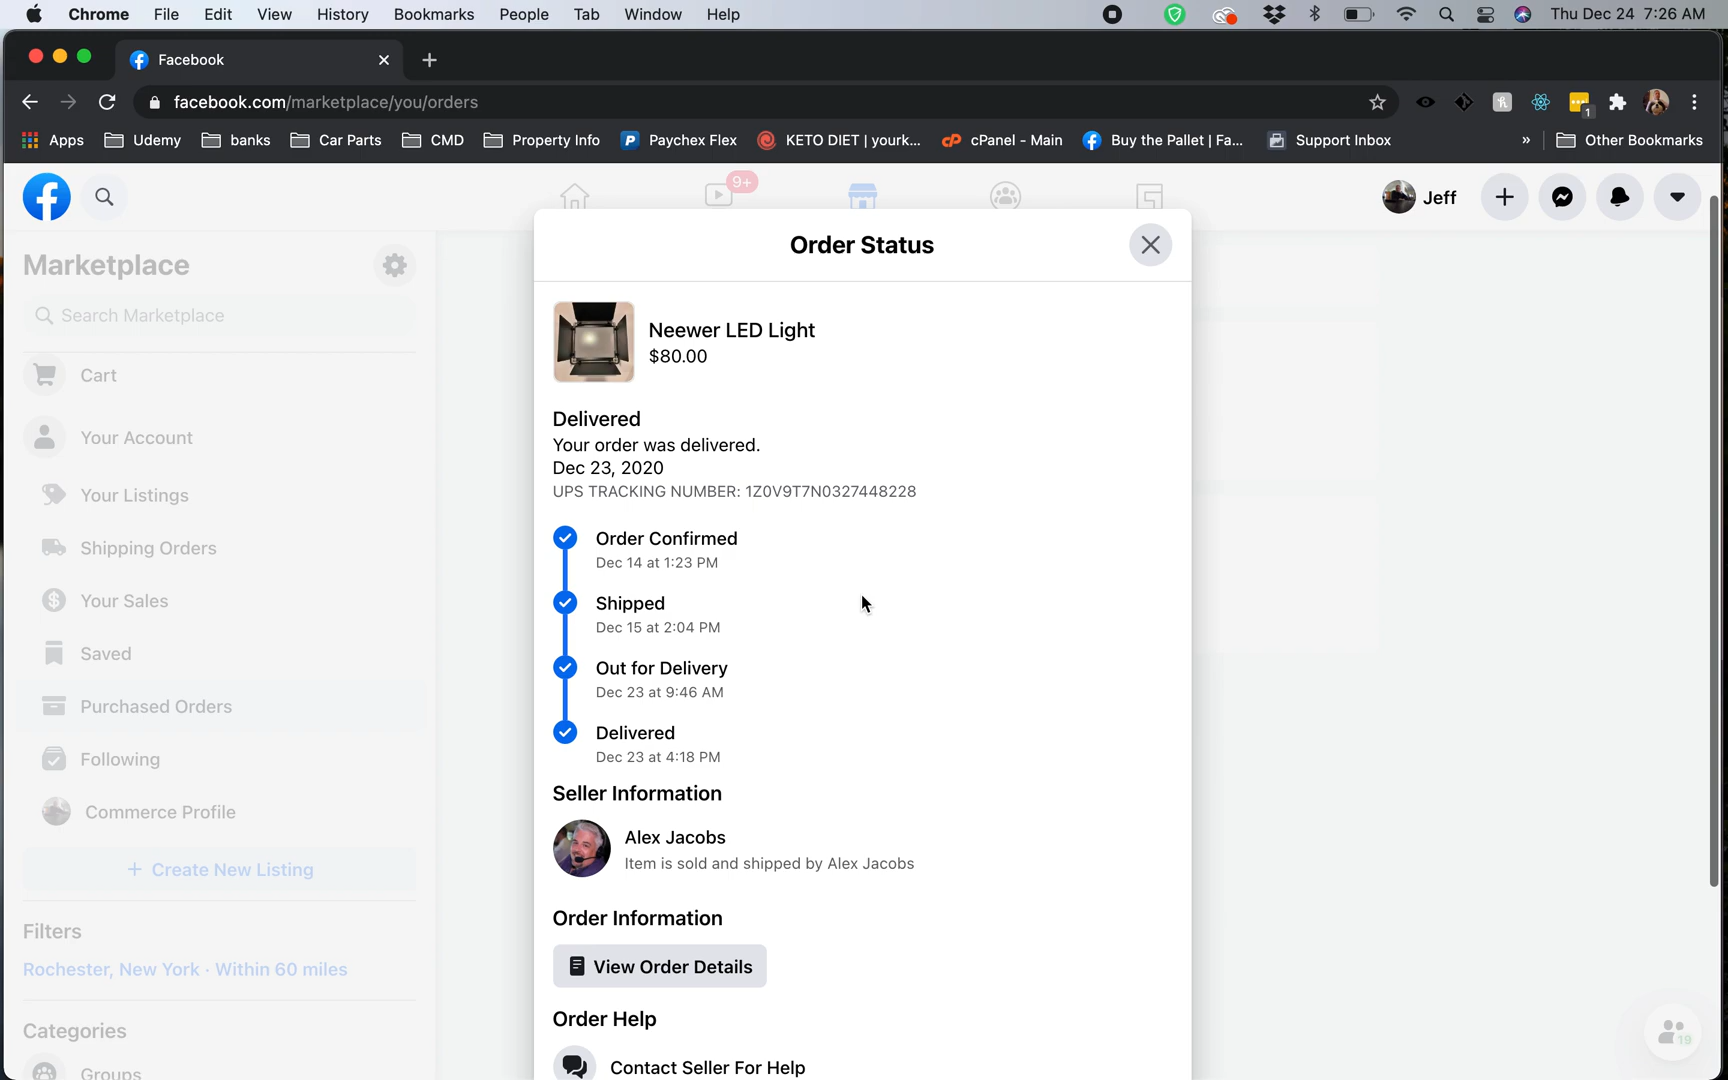 Chrome File Edit View History Bookmarks People Tab Window Help Thu Dec 24 7:26 AM
Facebook
facebook.com/marketplace/you/orders
1
Apps Udemy banks Car Parts CMD Property Info Paychex Flex KETO DIET | yourk... cPanel - Main Buy the Pallet | Fa... Support Inbox » Other Bookmarks
9+
Jeff
Marketplace
Search Marketplace
Cart
Your Account
Your Listings
Shipping Orders
Your Sales
Saved
Purchased Orders
Following
Commerce Profile
+ Create New Listing
Filters
Rochester, New York · Within 60 miles
Categories
Groups
Order Status
Neewer LED Light
$80.00
Delivered
Your order was delivered.
Dec 23, 2020
UPS TRACKING NUMBER: 1Z0V9T7N0327448228
Order Confirmed
Dec 14 at 1:23 PM
Shipped
Dec 15 at 2:04 PM
Out for Delivery
Dec 23 at 9:46 AM
Delivered
Dec 23 at 4:18 PM
Seller Information
Alex Jacobs
Item is sold and shipped by Alex Jacobs
Order Information
View Order Details
Order Help
Contact Seller For Help
19